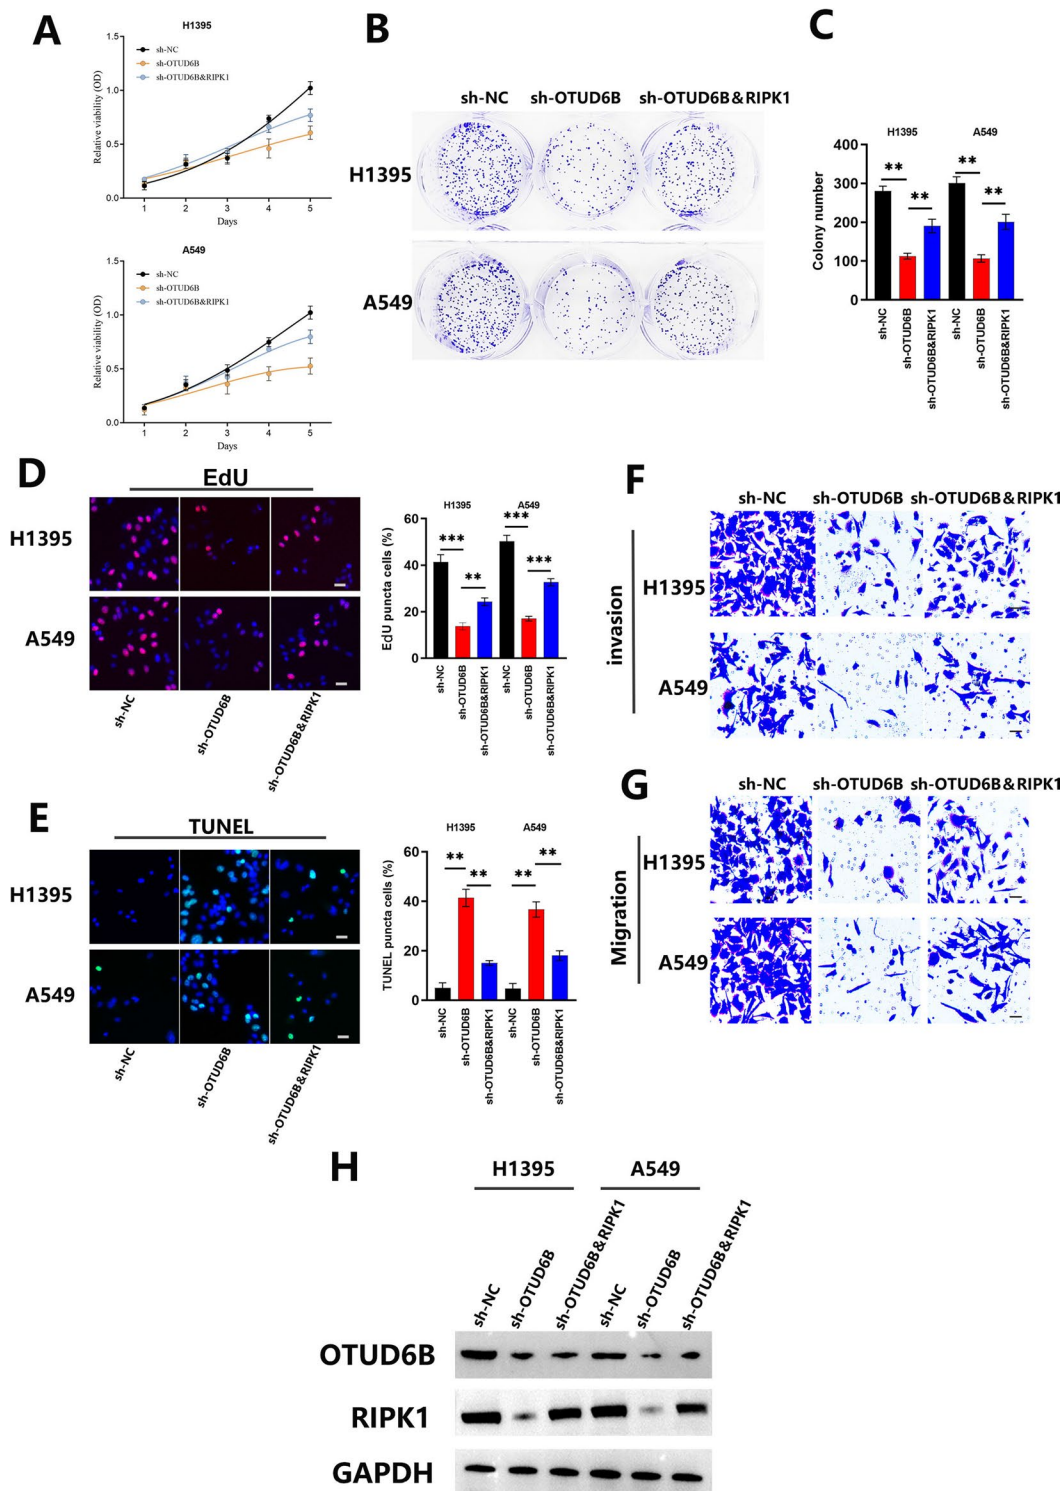 A
H1395
1.5
1.0
0.5
0.0
Relative viability (OD)
sh-NC
sh-OTUD6B
sh-OTUD6B&RIPK1
1 2 3 4 5
Days
A549
1.5
1.0
0.5
0.0
Relative viability (OD)
sh-NC
sh-OTUD6B
sh-OTUD6B&RIPK1
1 2 3 4 5
Days
B
sh-NC sh-OTUD6B sh-OTUD6B&RIPK1
H1395
A549
C
H1395 A549
400
300
200
100
0
Colony number
** ** ** **
sh-NC
sh-OTUD6B
sh-OTUD6B&RIPK1
sh-NC
sh-OTUD6B
sh-OTUD6B&RIPK1
D
EdU
H1395
A549
sh-NC
sh-OTUD6B
sh-OTUD6B&RIPK1
H1395 A549
60
40
20
0
EdU puncta cells (%)
*** ** *** ***
sh-NC
sh-OTUD6B
sh-OTUD6B&RIPK1
sh-NC
sh-OTUD6B
sh-OTUD6B&RIPK1
E
TUNEL
H1395
A549
sh-NC
sh-OTUD6B
sh-OTUD6B&RIPK1
H1395 A549
60
40
20
0
TUNEL puncta cells (%)
** ** ** **
sh-NC
sh-OTUD6B
sh-OTUD6B&RIPK1
sh-NC
sh-OTUD6B
sh-OTUD6B&RIPK1
F
sh-NC sh-OTUD6B sh-OTUD6B&RIPK1
invasion
H1395
A549
G
sh-NC sh-OTUD6B sh-OTUD6B&RIPK1
Migration
H1395
A549
H
H1395 A549
sh-NC
sh-OTUD6B
sh-OTUD6B&RIPK1
sh-NC
sh-OTUD6B
sh-OTUD6B&RIPK1
OTUD6B
RIPK1
GAPDH